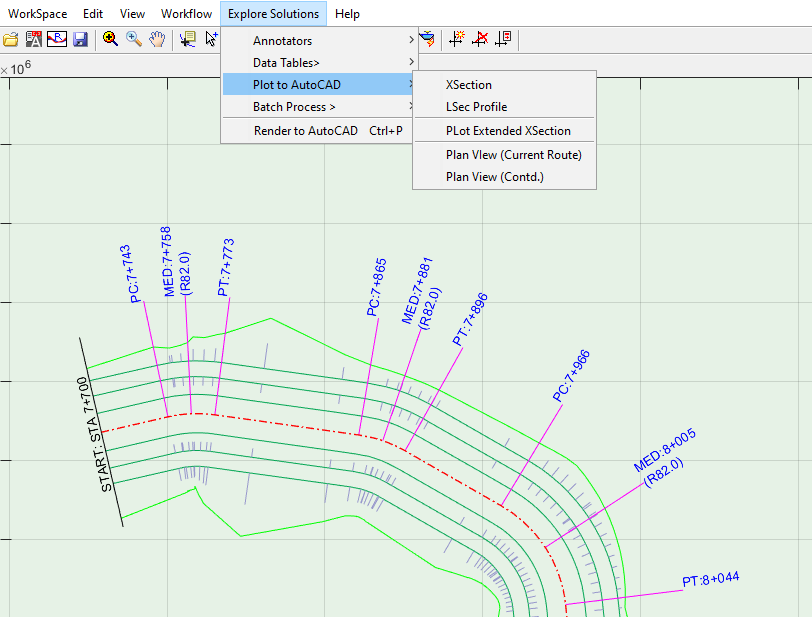 WorkSpace Edit View Workflow Explore Solutions Help
Annotators
Data Tables>
Plot to AutoCAD
Batch Process >
Render to AutoCAD Ctrl+P
XSection
LSec Profile
PLot Extended XSection
Plan VIew (Current Route)
Plan View (Contd.)
×10⁶
PC:7+743
MED:7+758
(R82.0)
PT:7+773
PC:7+865
MED:7+881
(R82.0)
PT:7+896
PC:7+966
MED:8+005
(R82.0)
PT:8+044
START: STA 7+700